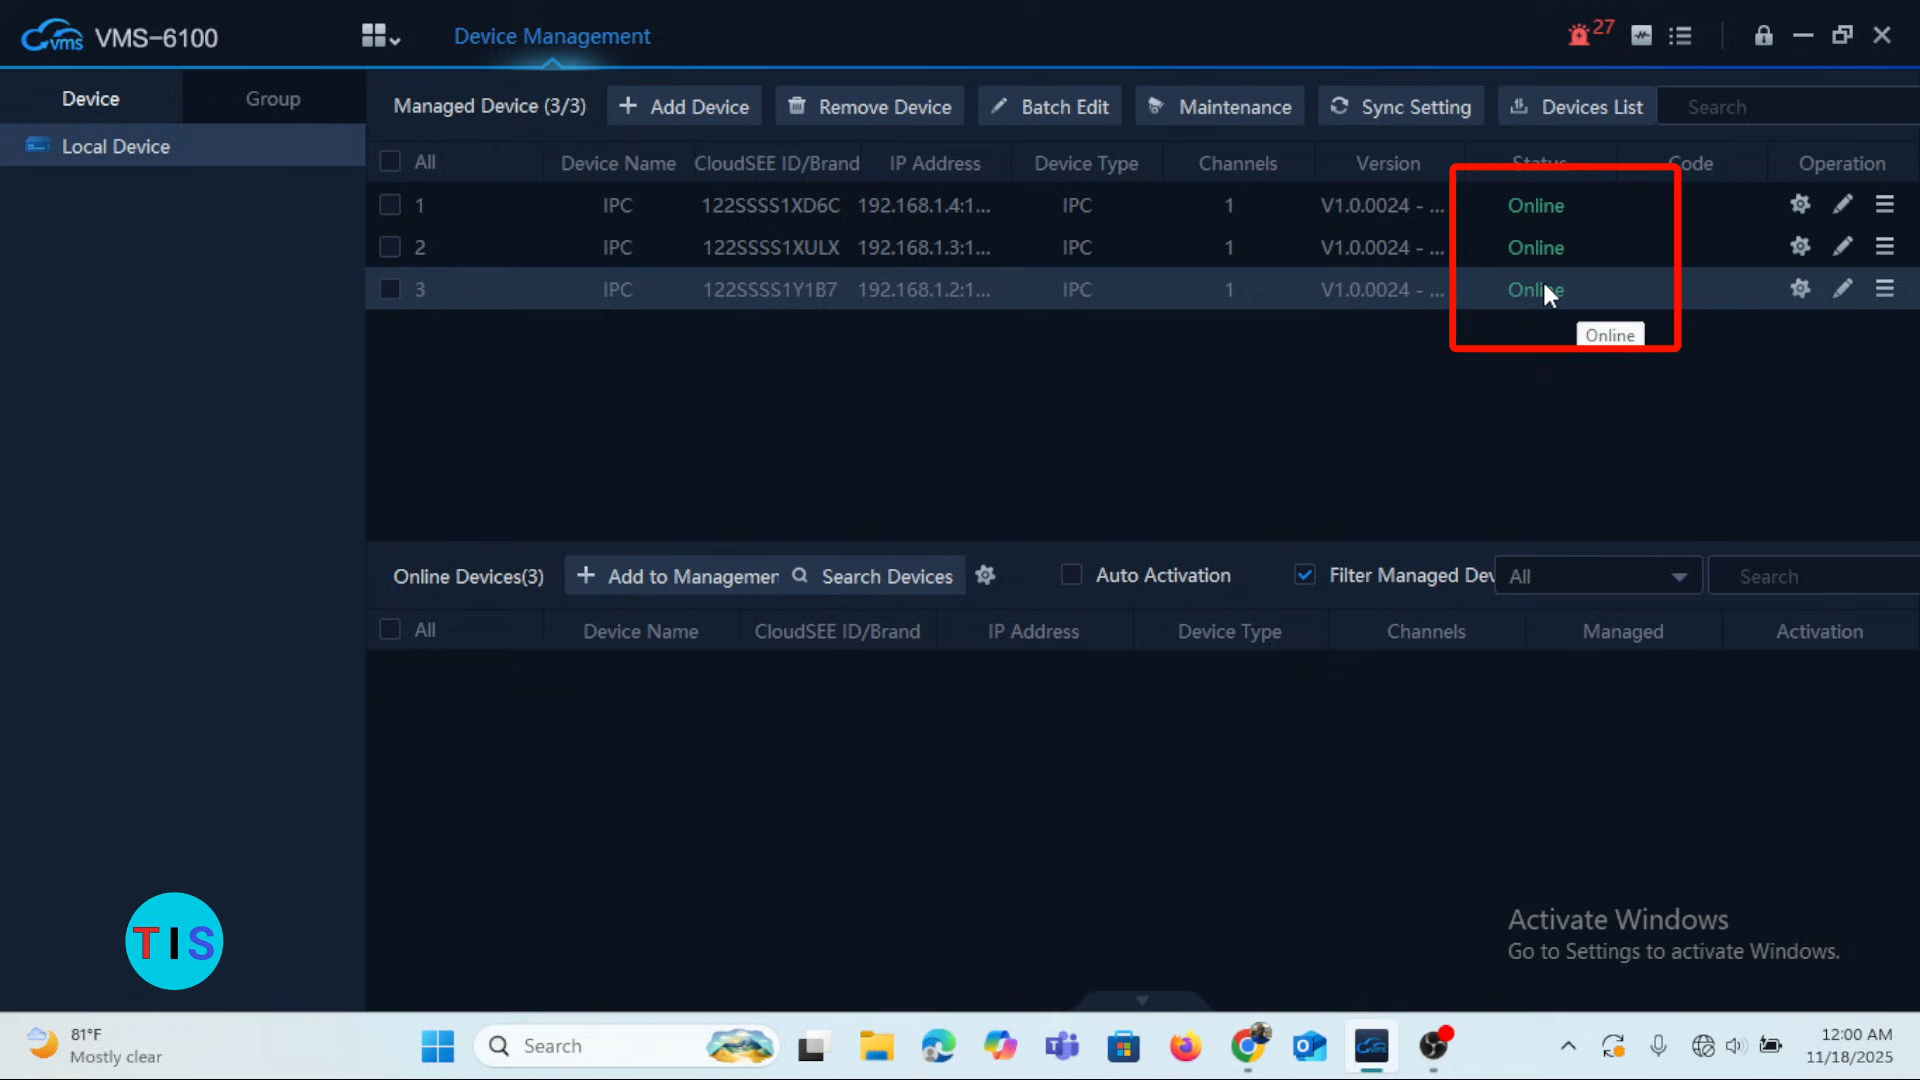 vms VMS-6100 Device Management 27
Device Group Managed Device (3/3) Add Device Remove Device Batch Edit Maintenance Sync Setting Devices List Search
Local Device
All Device Name CloudSEE ID/Brand IP Address Device Type Channels Version Status Code Operation
1 IPC 122SSSS1XD6C 192.168.1.4:1... IPC 1 V1.0.0024 - ... Online
2 IPC 122SSSS1XULX 192.168.1.3:1... IPC 1 V1.0.0024 - ... Online
3 IPC 122SSSS1Y1B7 192.168.1.2:1... IPC 1 V1.0.0024 - ... Online
Online
Online Devices(3) Add to Managemen Search Devices Auto Activation Filter Managed Dev All Search
All Device Name CloudSEE ID/Brand IP Address Device Type Channels Managed Activation
TIS
Activate Windows
Go to Settings to activate Windows.
81°F
Mostly clear
Search
12:00 AM
11/18/2025